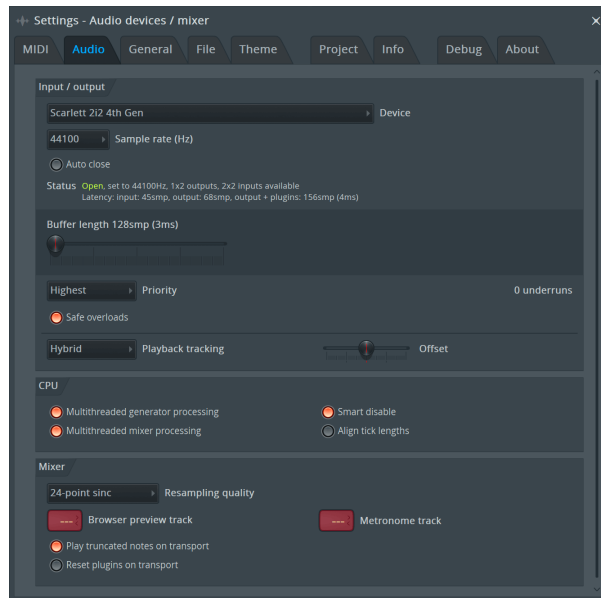 Settings - Audio devices / mixer
MIDI Audio General File Theme Project Info Debug About
Input / output
Scarlett 2i2 4th Gen Device
44100 Sample rate (Hz)
Auto close
Status Open, set to 44100Hz, 1x2 outputs, 2x2 inputs available
Latency: input: 45smp, output: 68smp, output + plugins: 156smp (4ms)
Buffer length 128smp (3ms)
Highest Priority 0 underruns
Safe overloads
Hybrid Playback tracking Offset
CPU
Multithreaded generator processing Smart disable
Multithreaded mixer processing Align tick lengths
Mixer
24-point sinc Resampling quality
--- Browser preview track --- Metronome track
Play truncated notes on transport
Reset plugins on transport